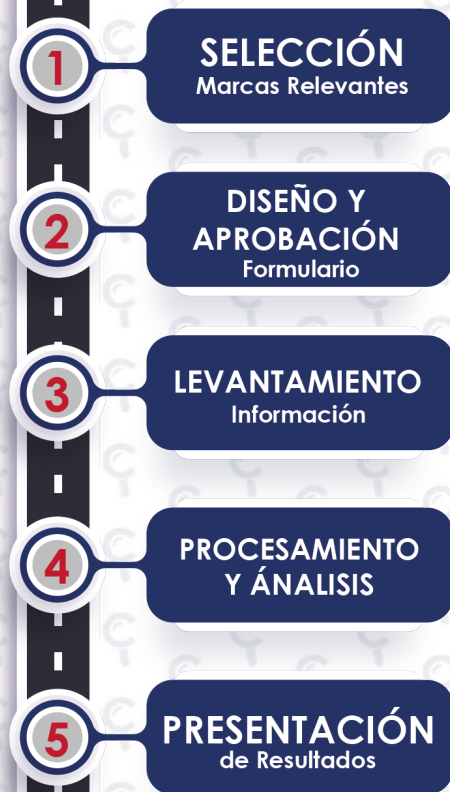 1
SELECCIÓN
Marcas Relevantes
2
DISEÑO Y
APROBACIÓN
Formulario
3
LEVANTAMIENTO
Información
4
PROCESAMIENTO
Y ÁNALISIS
5
PRESENTACIÓN
de Resultados